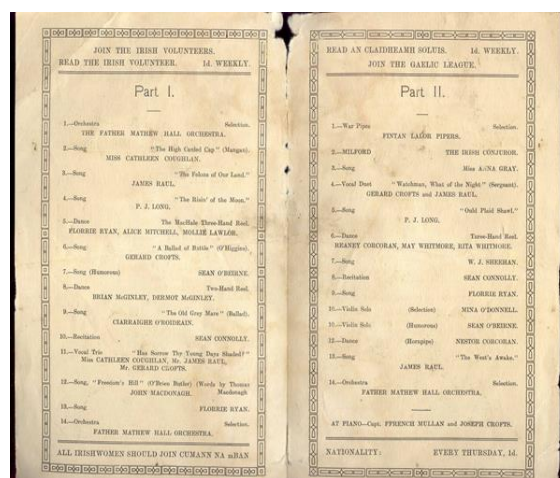 JOIN THE IRISH VOLUNTEERS.
READ THE IRISH VOLUNTEER. 1d. WEEKLY.
Part I.
1.—Orchestra Selection.
THE FATHER MATHEW HALL ORCHESTRA.
2.—Song "The High Cauled Cap" (Mangan).
MISS CATHLEEN COUGHLAN.
3.—Song "The Felons of Our Land."
JAMES RAUL.
4.—Song "The Risin' of the Moon."
P. J. LONG.
5.—Dance The MacHale Three-Hand Reel.
FLORRIE RYAN, ALICE MITCHELL, MOLLIE LAWLOR.
6.—Song "A Ballad of Battle" (O'Higgins).
GERARD CROFTS.
7.—Song (Humorous) SEAN O'BEIRNE.
8.—Dance Two-Hand Reel.
BRIAN McGINLEY, DERMOT McGINLEY.
9.—Song "The Old Grey Mare" (Ballad).
CIARRAIGHE O'NOIDRAIN.
10.—Recitation SEAN CONNOLLY.
11.—Vocal Trio "Has Sorrow Thy Young Days Shaded?"
Miss CATHLEEN COUGHLAN, Mr. JAMES RAUL,
Mr. GERARD CROFTS.
12.—Song, "Freedom's Hill" (O'Brien Butler) (Words by Thomas
JOHN MACDONAGH. Macdonagh
13.—Song FLORRIE RYAN.
14.—Orchestra Selection.
FATHER MATHEW HALL ORCHESTRA.
ALL IRISHWOMEN SHOULD JOIN CUMANN NA mBAN
READ AN CLAIDHEAMH SOLUIS. 1d. WEEKLY.
JOIN THE GAELIC LEAGUE.
Part II.
1.—War Pipes Selection.
FINTAN LALOR PIPERS.
2.—MILFORD THE IRISH CONJUROR.
3.—Song Miss GRAY.
4.—Vocal Duet "Watchman, What of the Night" (Sergeant).
GERARD CROFTS and JAMES RAUL.
5.—Song "Ould Plaid Shawl."
P. J. LONG.
6.—Dance Three-Hand Reel.
CORCORAN, MAY WHITMORE, RITA WHITMORE.
7.—Song W. J. SHEEHAN.
8.—Recitation SEAN CONNOLLY.
9.—Song FLORRIE RYAN.
10.—Violin Solo (Selection) MINA O'DONNELL.
Violin Solo (Humorous) SEAN O'BEIRNE.
12.—Dance (Hornpipe) NESTOR CORCORAN.
13.—Song "The West's Awake."
JAMES RAUL.
14.—Orchestra Selection.
FATHER MATHEW HALL ORCHESTRA.
AT PIANO—Capt. FFRENCH MULLAN and JOSEPH CROFTS.
NATIONALITY: EVERY THURSDAY, 1d.